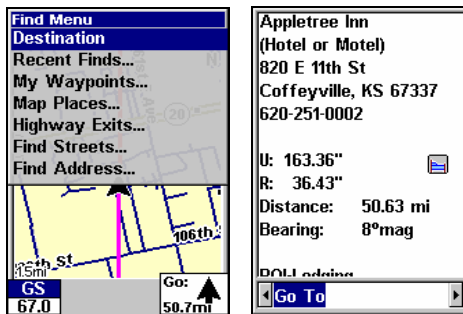 Find Menu
Destination
Recent Finds...
My Waypoints...
Map Places...
Highway Exits...
Find Streets...
Find Address...
106th
St
1.5mi
GS
67.0
Go:
50.7mi
Appletree Inn
(Hotel or Motel)
820 E 11th St
Coffeyville, KS 67337
620-251-0002
U: 163.36"
R: 36.43"
Distance: 50.63 mi
Bearing: 8°mag
POI-Lodging
Go To